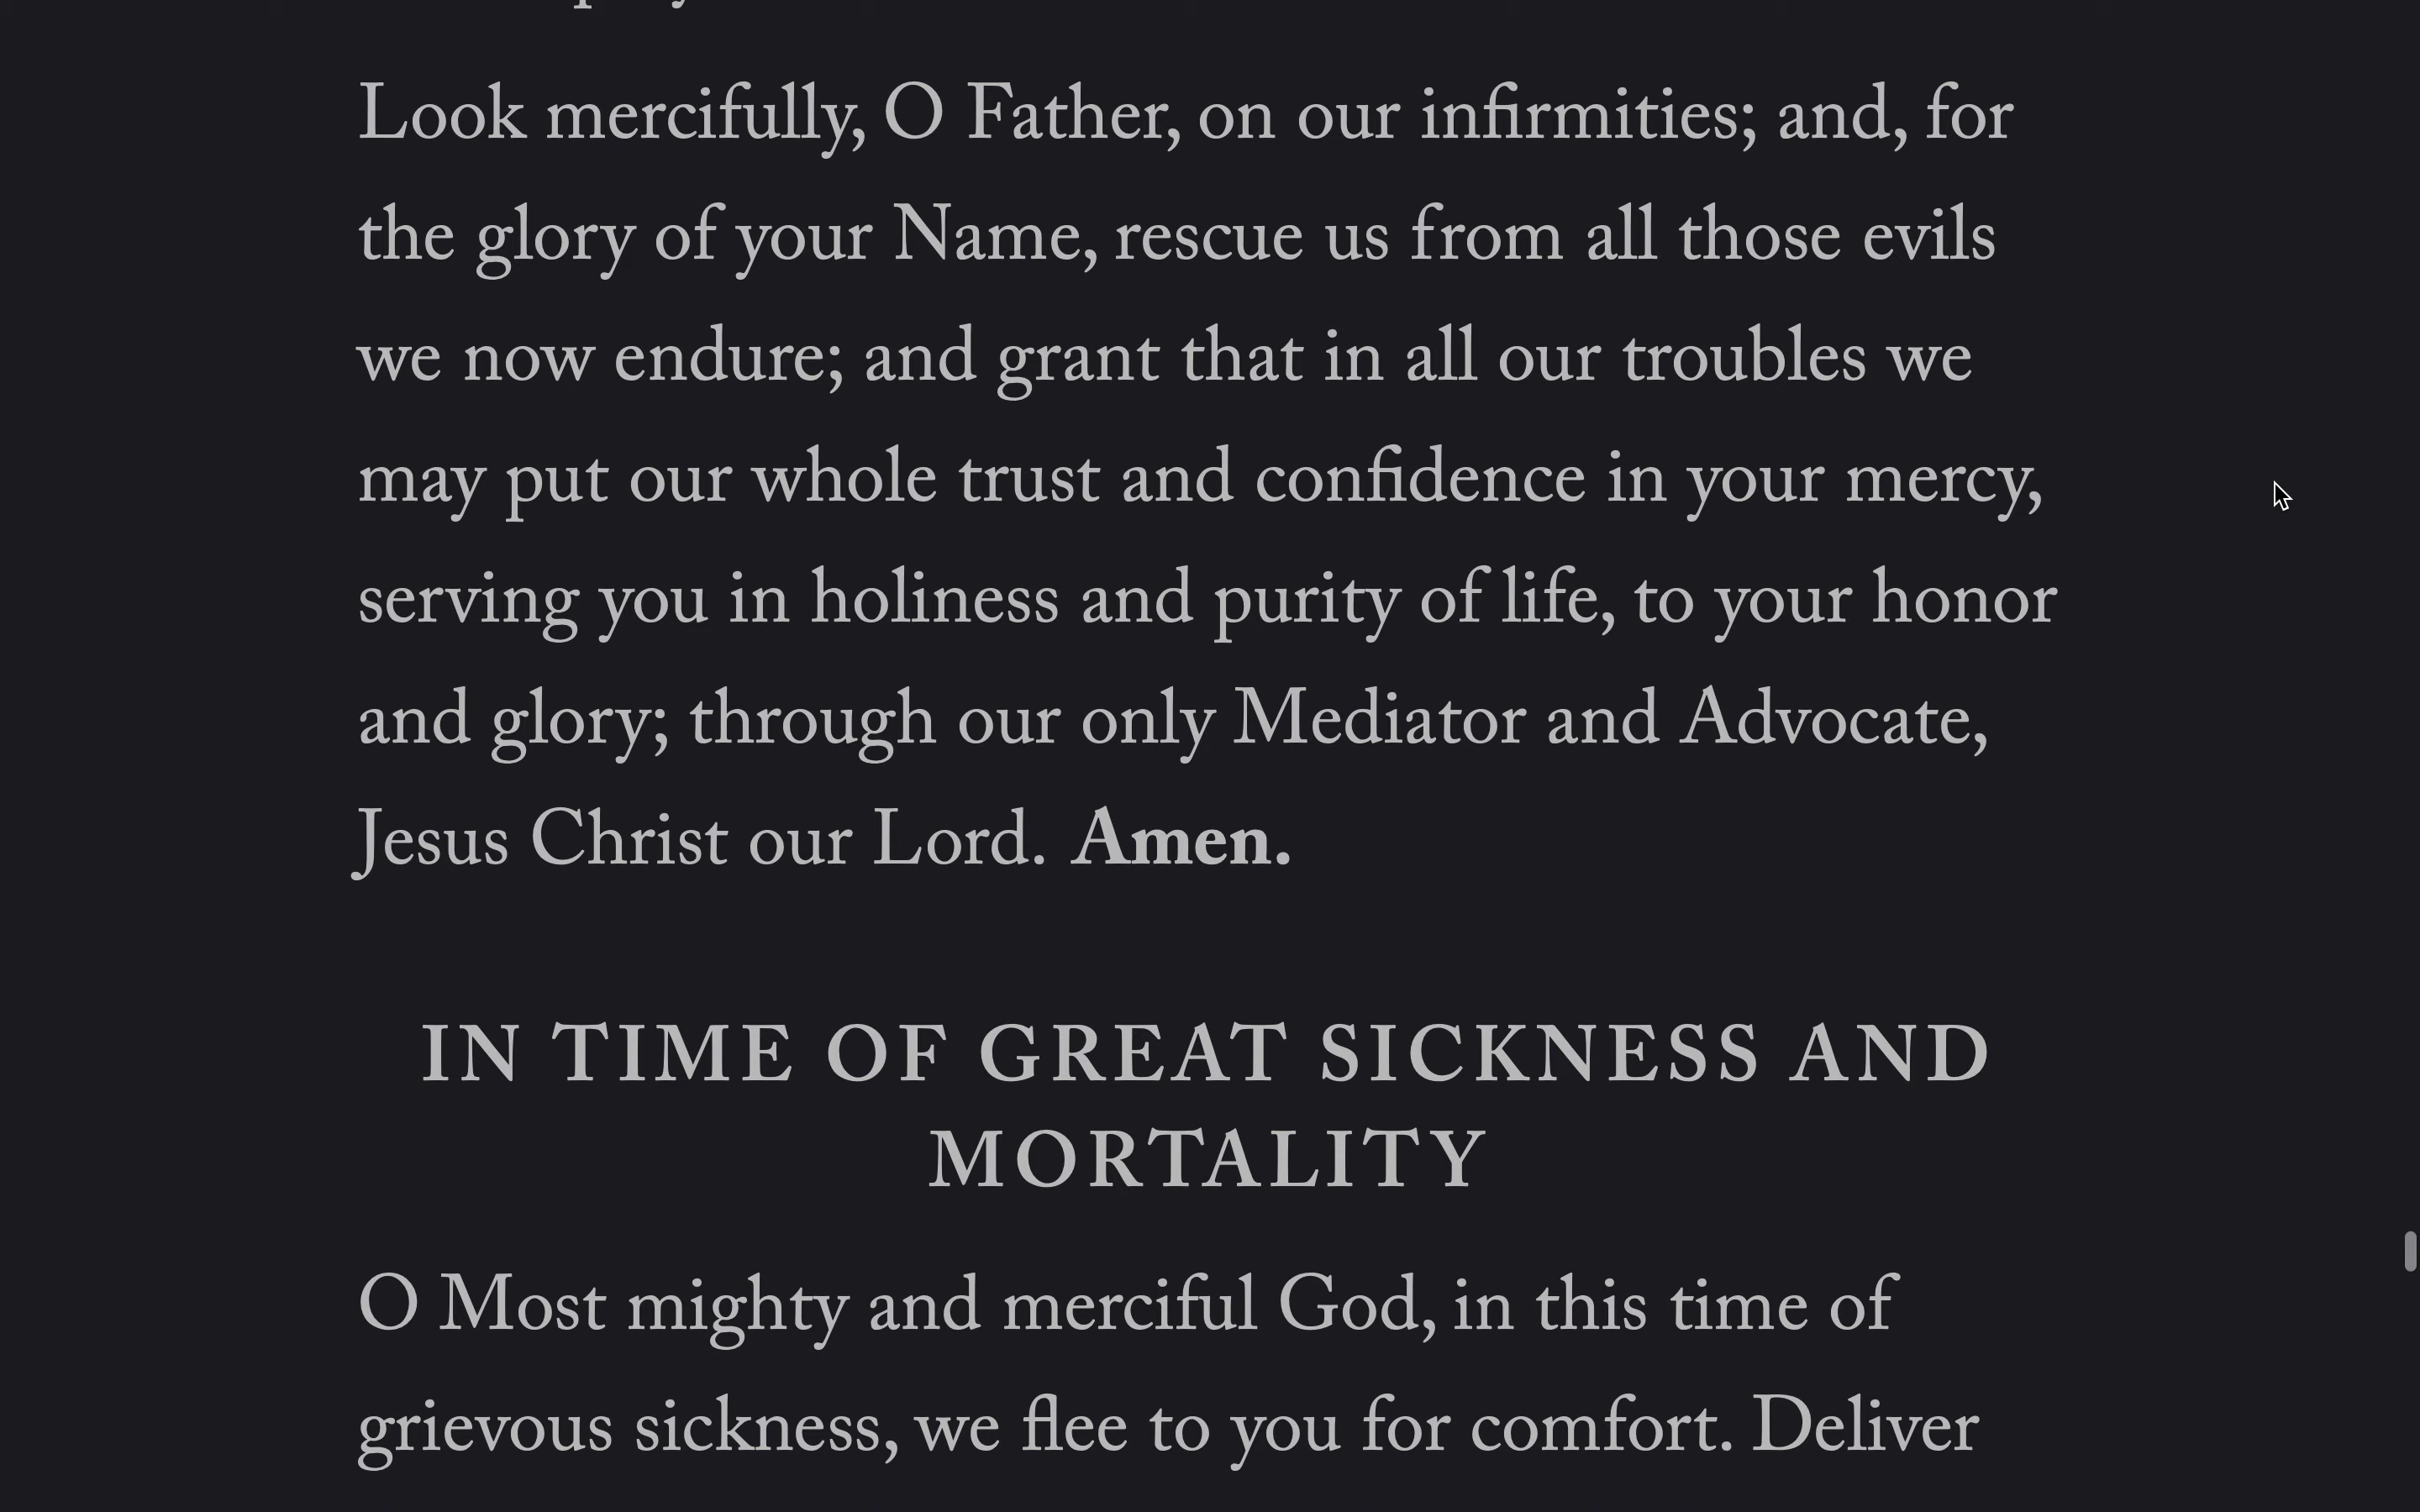 Look mercifully, O Father, on our infirmities; and, for
the glory of your Name, rescue us from all those evils
we now endure; and grant that in all our troubles we
may put our whole trust and confidence in your mercy,
serving you in holiness and purity of life, to your honor
and glory; through our only Mediator and Advocate,
Jesus Christ our Lord. Amen.
IN TIME OF GREAT SICKNESS AND
MORTALITY
O Most mighty and merciful God, in this time of
grievous sickness, we flee to you for comfort. Deliver